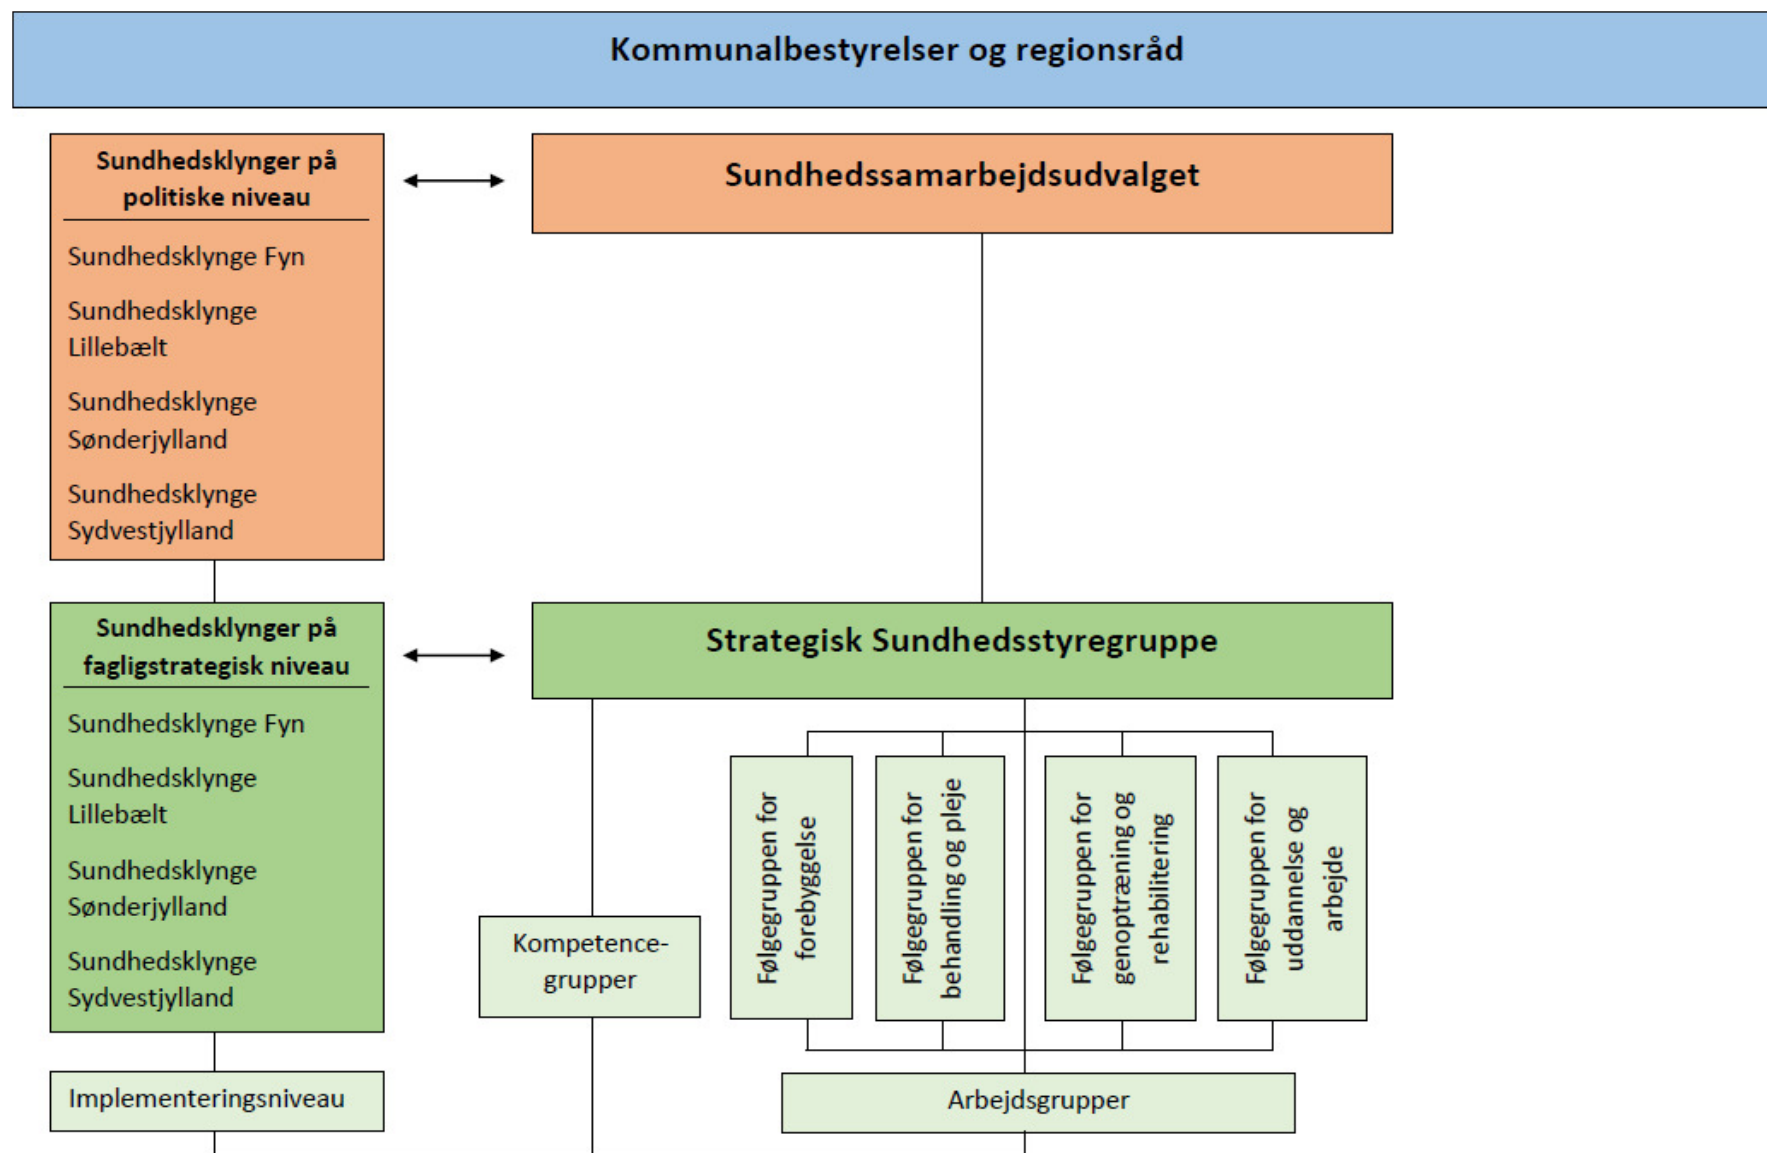 Kommunalbestyrelser og regionsråd
Sundhedsklynger på
politiske niveau
Sundhedsklynge Fyn
Sundhedsklynge
Lillebælt
Sundhedsklynge
Sønderjylland
Sundhedsklynge
Sydvestjylland
Sundhedssamarbejdsudvalget
Sundhedsklynger på
fagligstrategisk niveau
Sundhedsklynge Fyn
Sundhedsklynge
Lillebælt
Sundhedsklynge
Sønderjylland
Sundhedsklynge
Sydvestjylland
Strategisk Sundhedsstyregruppe
Kompetence-
grupper
Følgegruppen for
forebyggelse
Følgegruppen for
behandling og pleje
Følgegruppen for
genoptræning og
rehabilitering
Følgegruppen for
uddannelse og
arbejde
Implementeringsniveau
Arbejdsgrupper